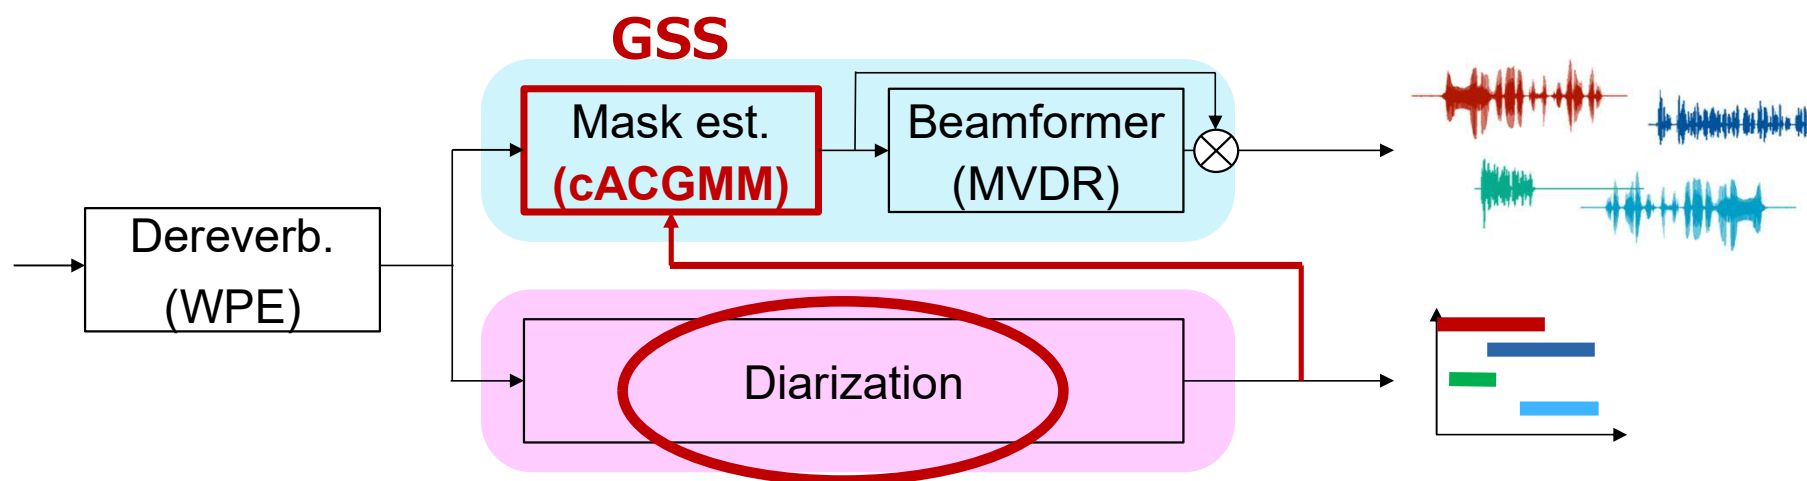 GSS
Mask est.
(cACGMM)
Beamformer
(MVDR)
Dereverb.
(WPE)
Diarization